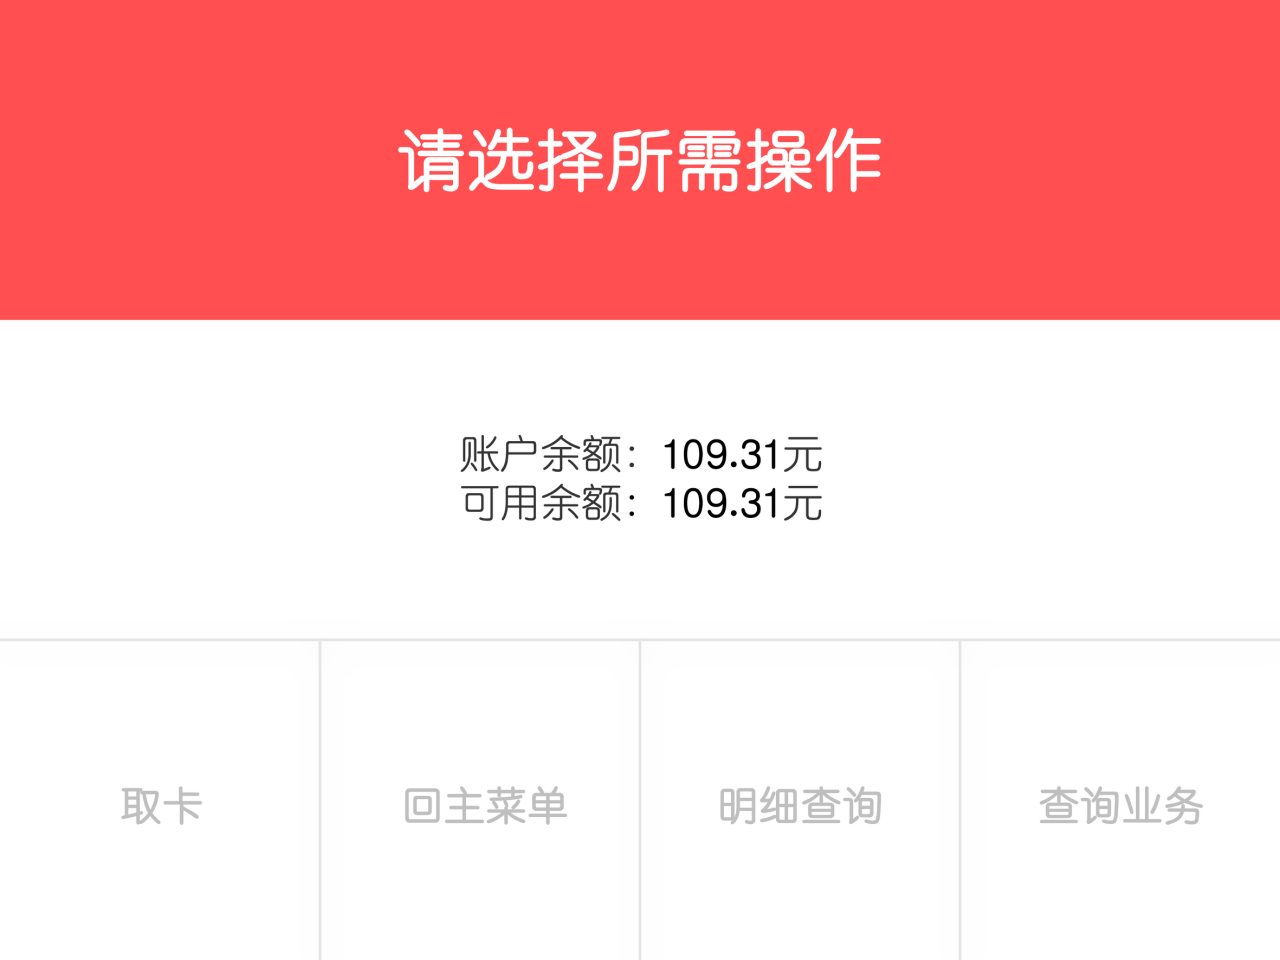 请选择所需操作
账户余额：109.31元
可用余额：109.31元
取卡
回主菜单
明细查询
查询业务